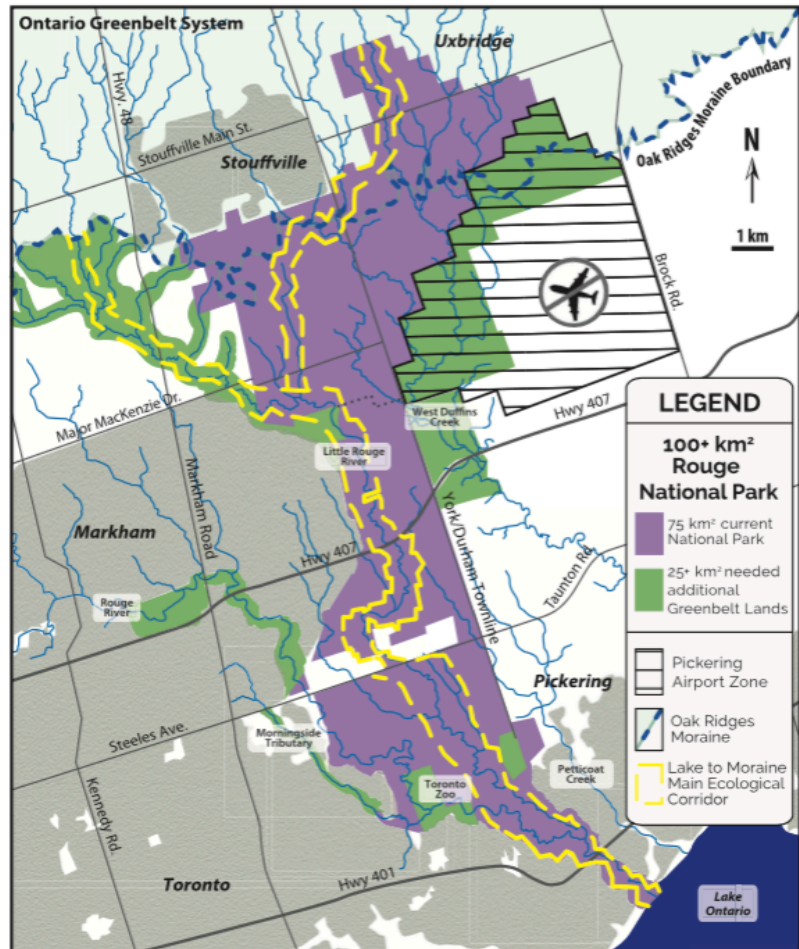 Ontario Greenbelt System
Uxbridge
Hwy. 48
Stouffville Main St.
Stouffville
Oak Ridges Moraine Boundary
N
1 km
Brock Rd.
Major MacKenzie Dr.
West Duffins
Creek
Hwy 407
Little Rouge
River
Markham
Markham Road
Hwy 407
York/Durham Townline
Taunton Rd.
Rouge
River
Pickering
Steeles Ave.
Morningside
Tributary
Toronto
Zoo
Petticoat
Creek
Kennedy Rd.
Toronto
Hwy 401
Lake
Ontario
LEGEND
100+ km²
Rouge
National Park
75 km² current
National Park
25+ km² needed
additional
Greenbelt Lands
Pickering
Airport Zone
Oak Ridges
Moraine
Lake to Moraine
Main Ecological
Corridor